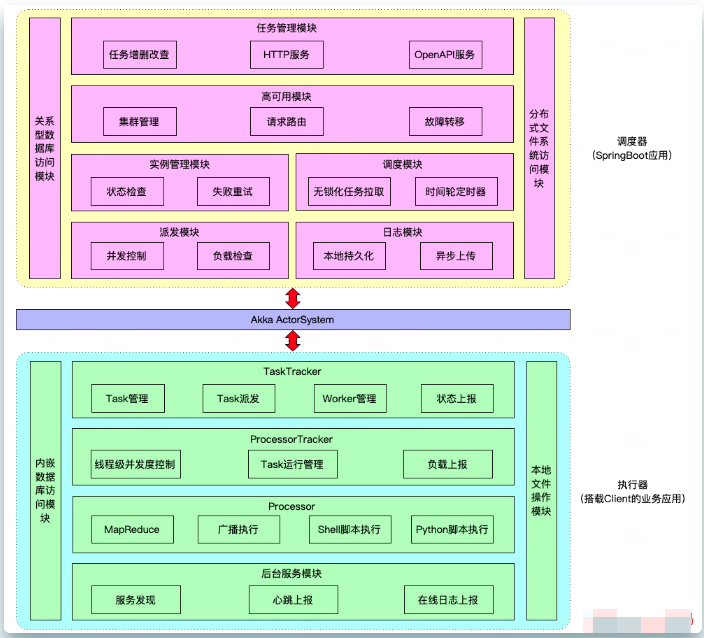 任务管理模块
任务增删改查
HTTP服务
OpenAPI服务
高可用模块
集群管理
请求路由
故障转移
关系
型数
据库
访问
模块
分布
式文
件系
统访
问模
块
调度器
(SpringBoot应用)
实例管理模块
状态检查
失败重试
调度模块
无锁化任务拉取
时间轮定时器
派发模块
并发控制
负载检查
日志模块
本地持久化
异步上传
Akka ActorSystem
TaskTracker
Task管理
Task派发
Worker管理
状态上报
ProcessorTracker
线程级并发度控制
Task运行管理
负载上报
内嵌
数据
库访
问模
块
本地
文件
操作
模块
执行器
(搭载Client的业务应用)
Processor
MapReduce
广播执行
Shell脚本执行
Python脚本执行
后台服务模块
服务发现
心跳上报
在线日志上报